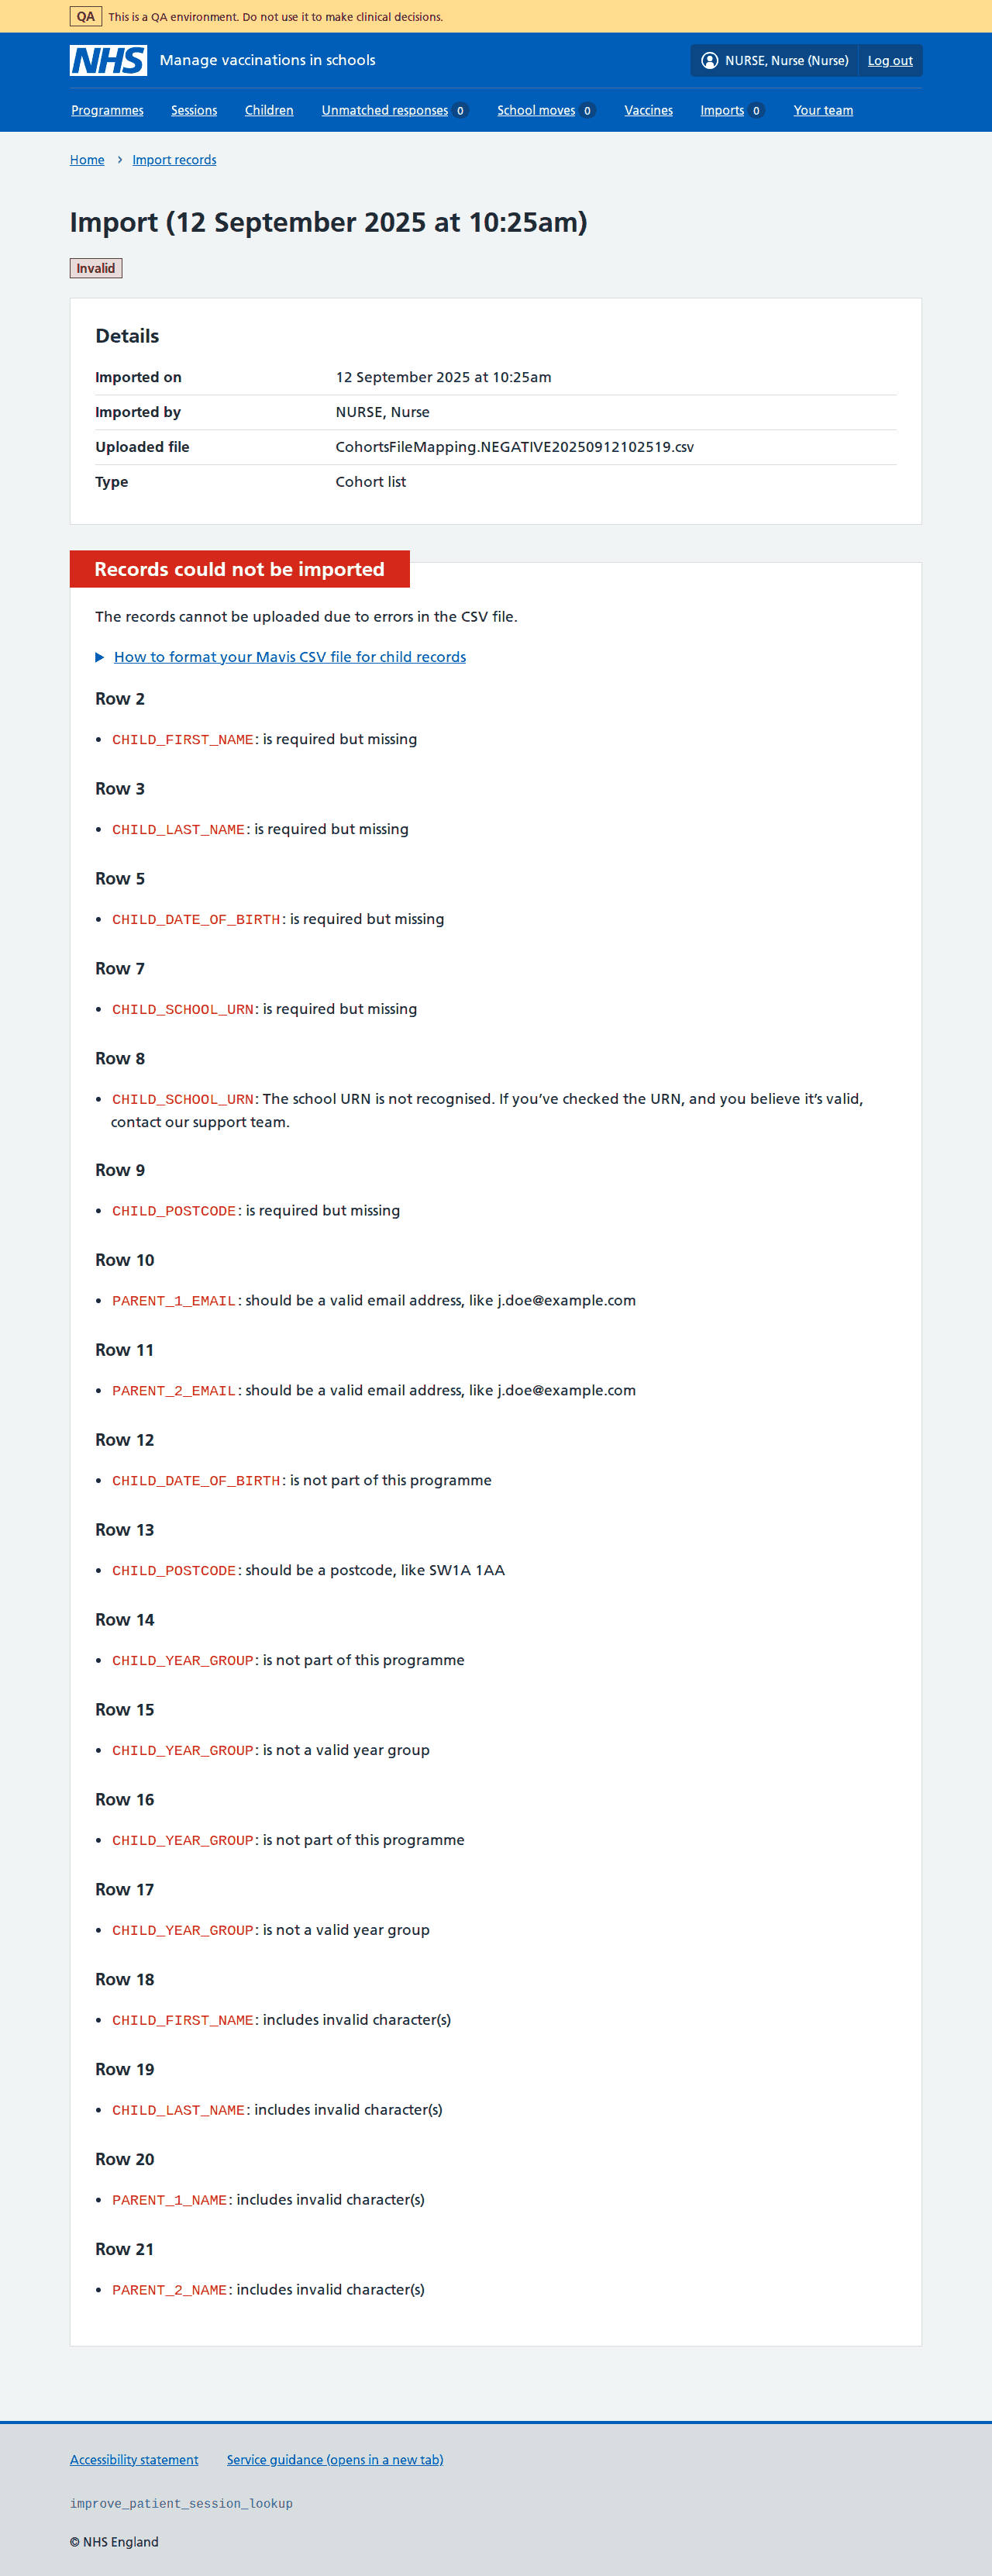 QA This is a QA environment. Do not use it to make clinical decisions.
NHS Manage vaccinations in schools NURSE, Nurse (Nurse) Log out
Programmes Sessions Children Unmatched responses 0 School moves 0 Vaccines Imports 0 Your team
Home › Import records
Import (12 September 2025 at 10:25am)
Invalid
Details
Imported on 12 September 2025 at 10:25am
Imported by NURSE, Nurse
Uploaded file CohortsFileMapping.NEGATIVE20250912102519.csv
Type Cohort list
Records could not be imported
The records cannot be uploaded due to errors in the CSV file.
How to format your Mavis CSV file for child records
Row 2
• CHILD_FIRST_NAME: is required but missing
Row 3
• CHILD_LAST_NAME: is required but missing
Row 5
• CHILD_DATE_OF_BIRTH: is required but missing
Row 7
• CHILD_SCHOOL_URN: is required but missing
Row 8
• CHILD_SCHOOL_URN: The school URN is not recognised. If you’ve checked the URN, and you believe it’s valid,
contact our support team.
Row 9
• CHILD_POSTCODE: is required but missing
Row 10
• PARENT_1_EMAIL: should be a valid email address, like j.doe@example.com
Row 11
• PARENT_2_EMAIL: should be a valid email address, like j.doe@example.com
Row 12
• CHILD_DATE_OF_BIRTH: is not part of this programme
Row 13
• CHILD_POSTCODE: should be a postcode, like SW1A 1AA
Row 14
• CHILD_YEAR_GROUP: is not part of this programme
Row 15
• CHILD_YEAR_GROUP: is not a valid year group
Row 16
• CHILD_YEAR_GROUP: is not part of this programme
Row 17
• CHILD_YEAR_GROUP: is not a valid year group
Row 18
• CHILD_FIRST_NAME: includes invalid character(s)
Row 19
• CHILD_LAST_NAME: includes invalid character(s)
Row 20
• PARENT_1_NAME: includes invalid character(s)
Row 21
• PARENT_2_NAME: includes invalid character(s)
Accessibility statement Service guidance (opens in a new tab)
improve_patient_session_lookup
© NHS England